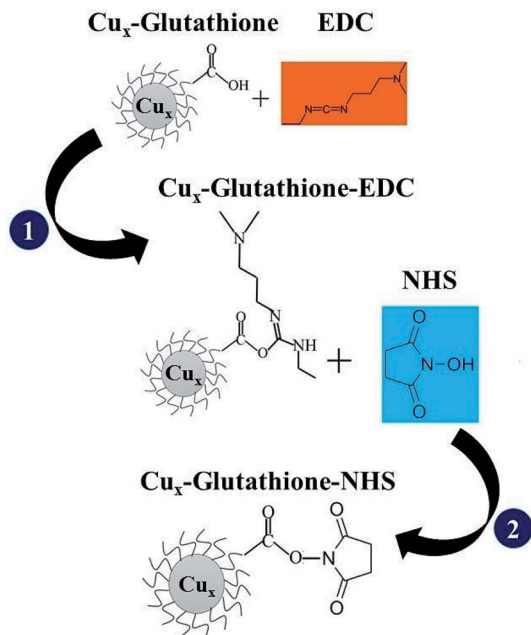 Cuₓ-Glutathione EDC
O
C
OH
Cuₓ
+
N=C=N
N
1
Cuₓ-Glutathione-EDC
N
NHS
O
N
C
O
NH
Cuₓ
+
O
N-OH
O
2
Cuₓ-Glutathione-NHS
O
O
C
O-N
Cuₓ
O